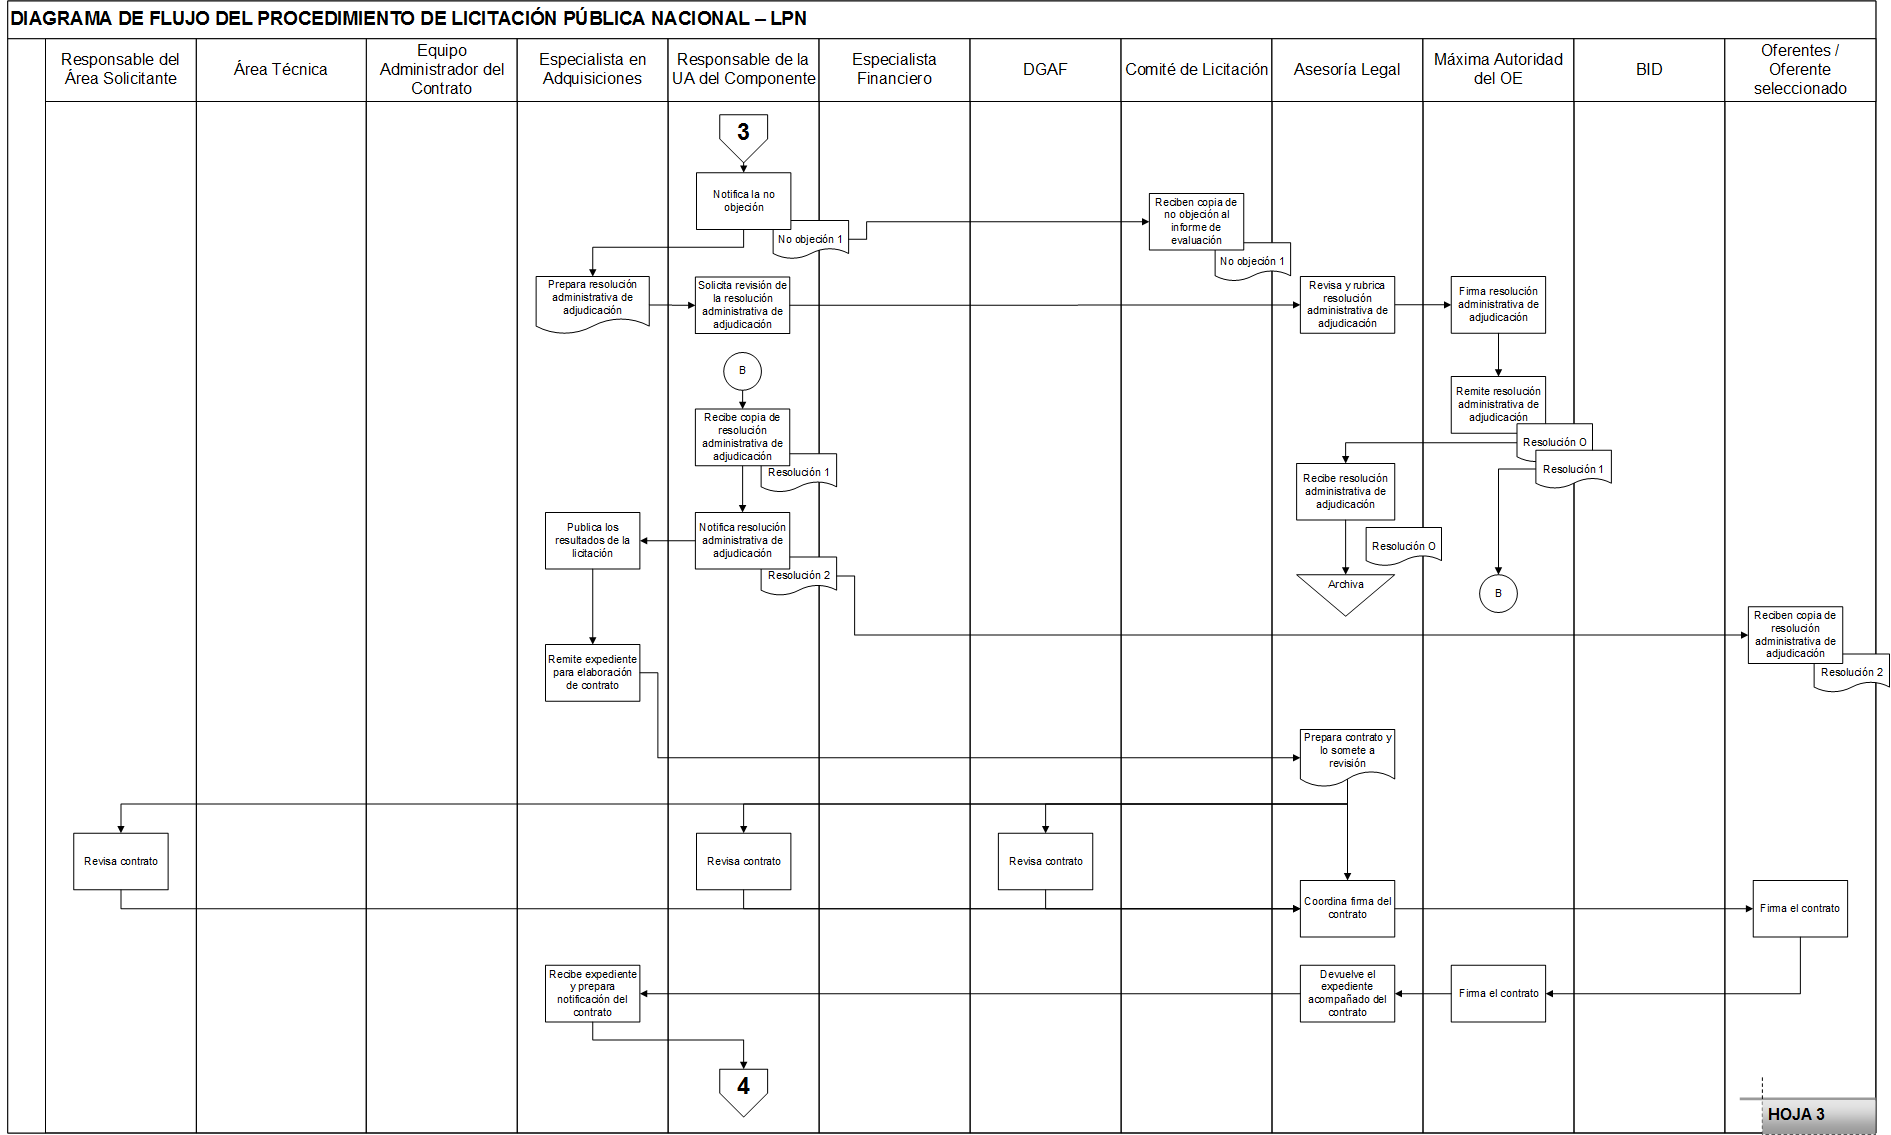 DIAGRAMA DE FLUJO DEL PROCEDIMIENTO DE LICITACIÓN PÚBLICA NACIONAL – LPN
Responsable del
Área Solicitante
Área Técnica
Equipo
Administrador del
Contrato
Especialista en
Adquisiciones
Responsable de la
UA del Componente
Especialista
Financiero
DGAF
Comité de Licitación
Asesoría Legal
Máxima Autoridad
del OE
BID
Oferentes /
Oferente
seleccionado
3
Notifica la no
objeción
No objeción 1
Reciben copia de
no objeción al
informe de
evaluación
No objeción 1
Prepara resolución
administrativa de
adjudicación
Solicita revisión de
la resolución
administrativa de
adjudicación
Revisa y rubrica
resolución
administrativa de
adjudicación
Firma resolución
administrativa de
adjudicación
B
Recibe copia de
resolución
administrativa de
adjudicación
Resolución 1
Remite resolución
administrativa de
adjudicación
Resolución O
Resolución 1
Recibe resolución
administrativa de
adjudicación
Resolución O
Archiva
B
Publica los
resultados de la
licitación
Notifica resolución
administrativa de
adjudicación
Resolución 2
Reciben copia de
resolución
administrativa de
adjudicación
Resolución 2
Remite expediente
para elaboración
de contrato
Prepara contrato y
lo somete a
revisión
Revisa contrato
Revisa contrato
Revisa contrato
Coordina firma del
contrato
Firma el contrato
Recibe expediente
y prepara
notificación del
contrato
Devuelve el
expediente
acompañado del
contrato
Firma el contrato
4
HOJA 3